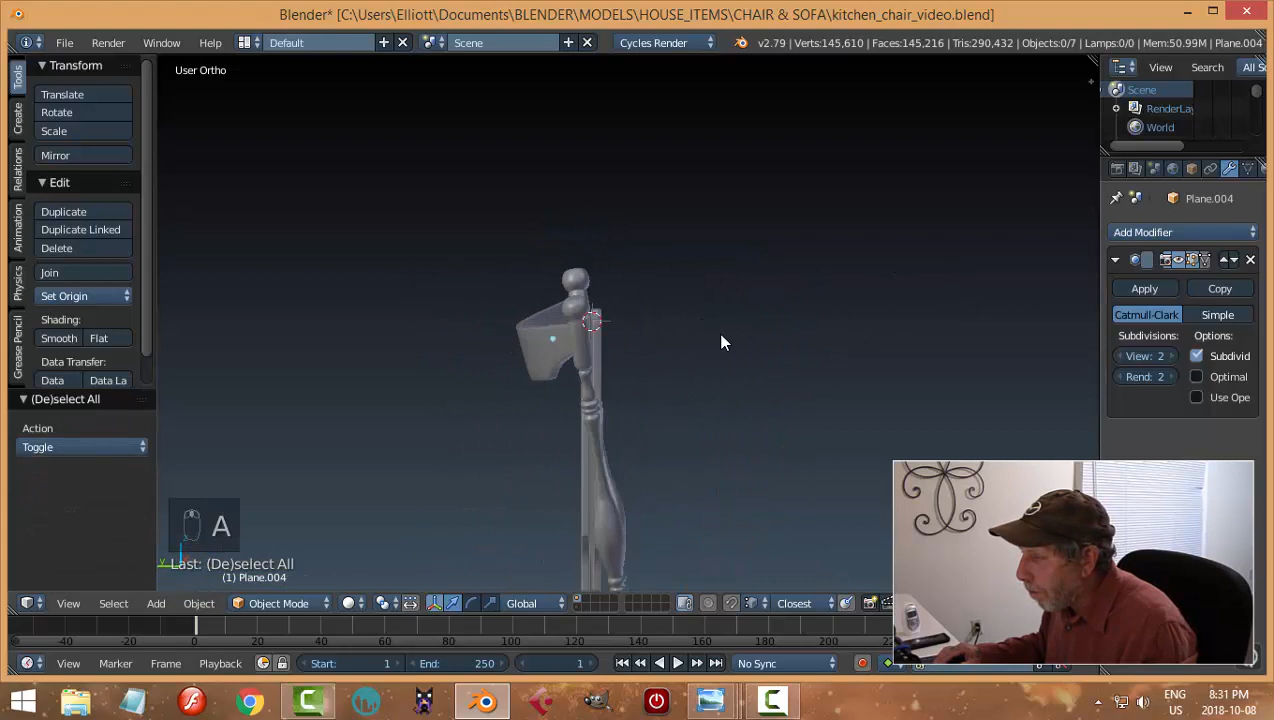 Blender* [C:\Users\Elliott\Documents\BLENDER\MODELS\HOUSE_ITEMS\CHAIR & SOFA\kitchen_chair_video.blend]
File Render Window Help Default Scene Cycles Render v2.79 | Verts:145,610 | Faces:145,216 | Tris:290,432 | Objects:0/7 | Lamps:0/0 | Mem:50.99M | Plane.004
Tools
Create
Relations
Animation
Physics
Grease Pencil
Transform
Translate
Rotate
Scale
Mirror
Edit
Duplicate
Duplicate Linked
Delete
Join
Set Origin
Shading:
Smooth Flat
Data Transfer:
Data Data La
(De)select All
Action
Toggle
User Ortho
A
y
Last: (De)select All
(1) Plane.004
View Search All Sc
Scene
RenderLay
World
Plane.004
Add Modifier
Apply Copy
Catmull-Clark Simple
Subdivisions: Options:
View: 2 Subdivid
Rend: 2 Optimal
Use Ope
View Select Add Object Object Mode Global Closest
-40 -20 0 20 40 60 80 100 120 140 160 180 200
View Marker Frame Playback Start: 1 End: 250 1 No Sync
ENG 8:31 PM
US 2018-10-08